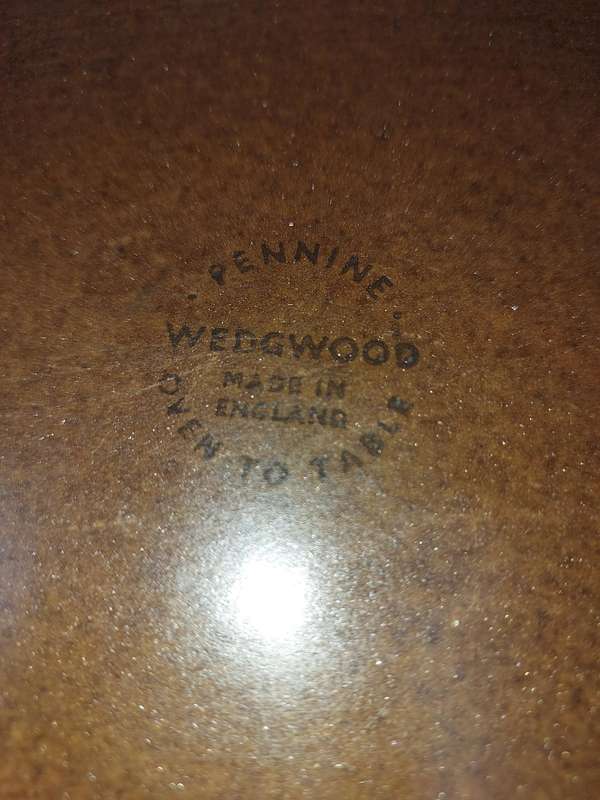 PENNINE
WEDGWOOD
MADE IN
ENGLAND
OVEN TO TABLE